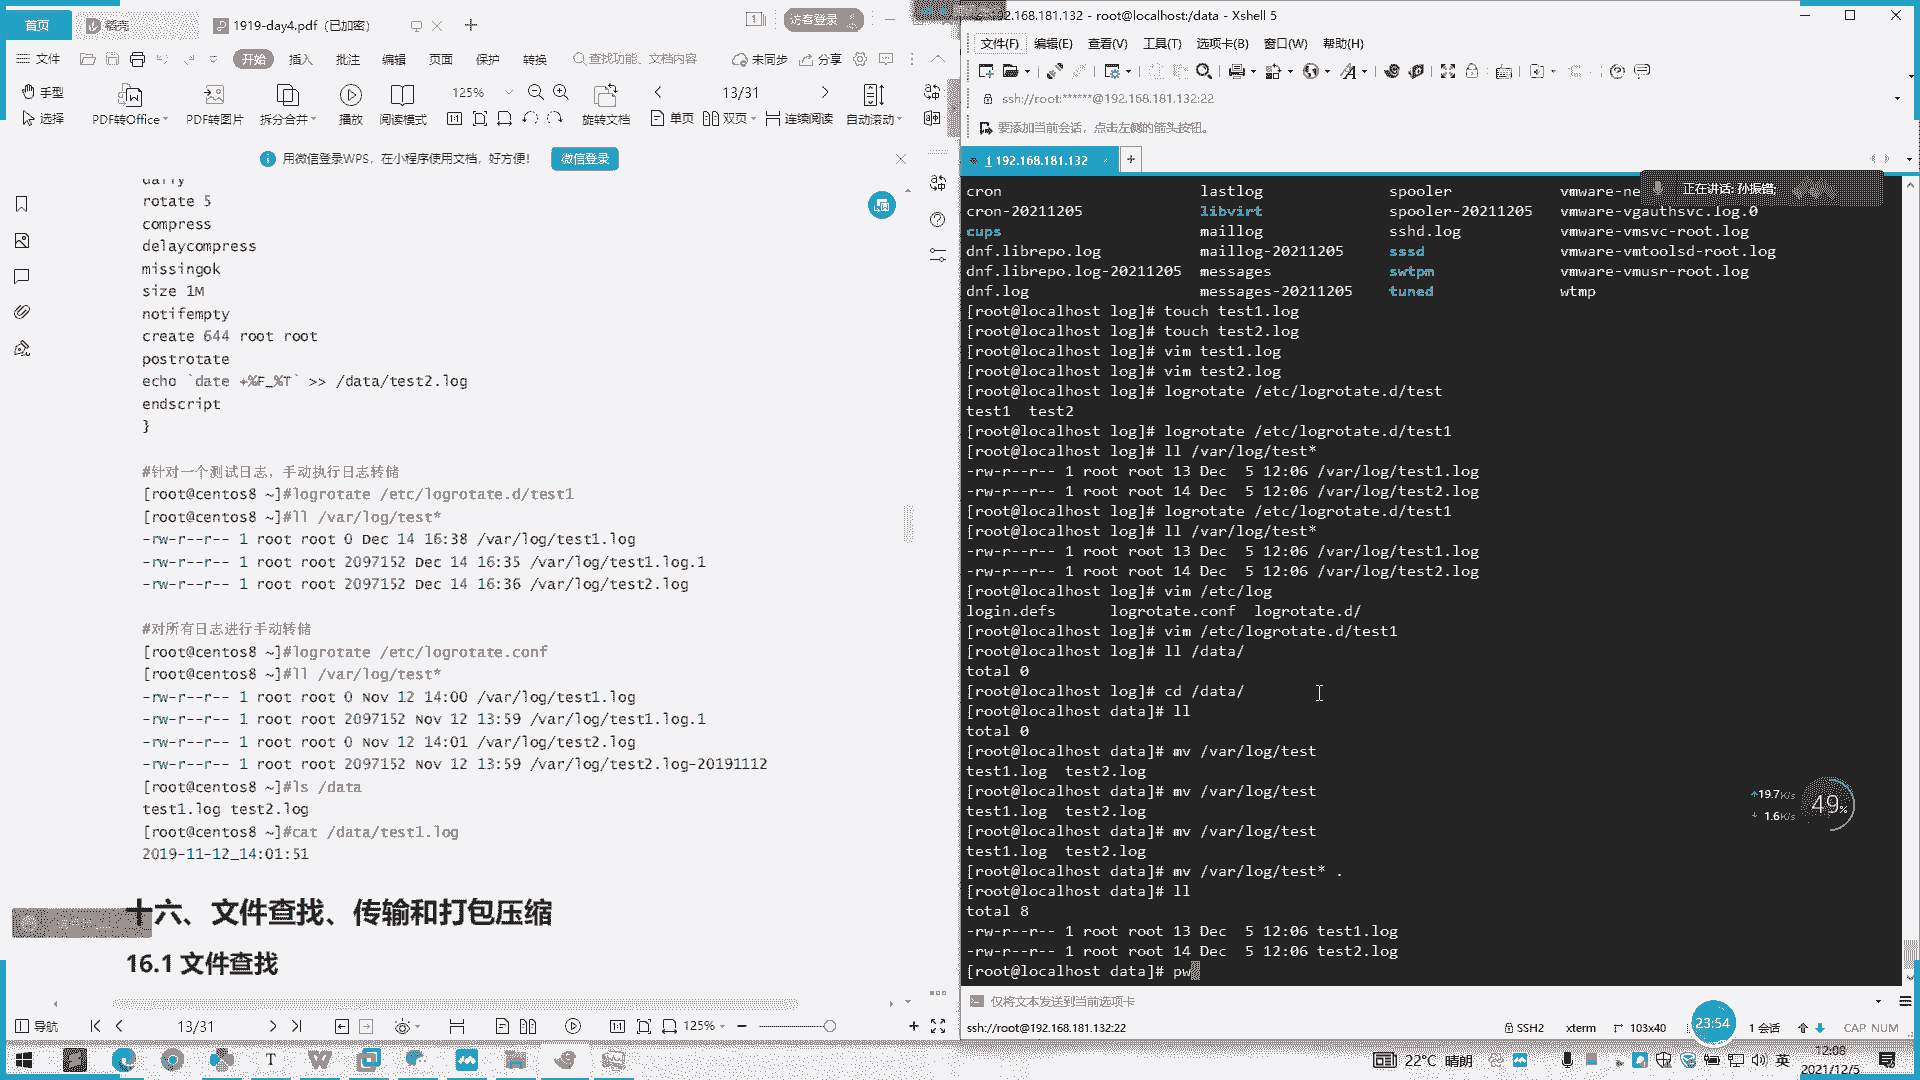 首页
稻壳
1919-day4.pdf（已加密）
访客登录
文件
开始
插入
批注
编辑
页面
保护
转换
查找功能、文档内容
未同步
分享
手型
选择
PDF转Office
PDF转图片
拆分合并
播放
阅读模式
125%
旋转文档
13/31
单页
双页
连续阅读
自动滚动
用微信登录WPS，在小程序使用文档，好方便！
微信登录
daily
rotate 5
compress
delaycompress
missingok
size 1M
notifempty
create 644 root root
postrotate
echo `date +%F_%T` >> /data/test2.log
endscript
}
#针对一个测试日志，手动执行日志转储
[root@centos8 ~]#logrotate /etc/logrotate.d/test1
[root@centos8 ~]#ll /var/log/test*
-rw-r--r-- 1 root root 0 Dec 14 16:38 /var/log/test1.log
-rw-r--r-- 1 root root 2097152 Dec 14 16:35 /var/log/test1.log.1
-rw-r--r-- 1 root root 2097152 Dec 14 16:36 /var/log/test2.log
#对所有日志进行手动转储
[root@centos8 ~]#logrotate /etc/logrotate.conf
[root@centos8 ~]#ll /var/log/test*
-rw-r--r-- 1 root root 0 Nov 12 14:00 /var/log/test1.log
-rw-r--r-- 1 root root 2097152 Nov 12 13:59 /var/log/test1.log.1
-rw-r--r-- 1 root root 0 Nov 12 14:01 /var/log/test2.log
-rw-r--r-- 1 root root 2097152 Nov 12 13:59 /var/log/test2.log-20191112
[root@centos8 ~]#ls /data
test1.log test2.log
[root@centos8 ~]#cat /data/test1.log
2019-11-12_14:01:51
十六、文件查找、传输和打包压缩
16.1 文件查找
导航
13/31
125%
192.168.181.132 - root@localhost:/data - Xshell 5
文件(F) 编辑(E) 查看(V) 工具(T) 选项卡(B) 窗口(W) 帮助(H)
ssh://root:******@192.168.181.132:22
要添加当前会话，点击左侧的箭头按钮。
1 192.168.181.132
正在讲话: 孙振锴;
cron lastlog spooler vmware-ne
cron-20211205 libvirt spooler-20211205 vmware-vgauthsvc.log.0
cups maillog sshd.log vmware-vmsvc-root.log
dnf.librepo.log maillog-20211205 sssd vmware-vmtoolsd-root.log
dnf.librepo.log-20211205 messages swtpm vmware-vmusr-root.log
dnf.log messages-20211205 tuned wtmp
[root@localhost log]# touch test1.log
[root@localhost log]# touch test2.log
[root@localhost log]# vim test1.log
[root@localhost log]# vim test2.log
[root@localhost log]# logrotate /etc/logrotate.d/test
test1 test2
[root@localhost log]# logrotate /etc/logrotate.d/test1
[root@localhost log]# ll /var/log/test*
-rw-r--r-- 1 root root 13 Dec 5 12:06 /var/log/test1.log
-rw-r--r-- 1 root root 14 Dec 5 12:06 /var/log/test2.log
[root@localhost log]# logrotate /etc/logrotate.d/test1
[root@localhost log]# ll /var/log/test*
-rw-r--r-- 1 root root 13 Dec 5 12:06 /var/log/test1.log
-rw-r--r-- 1 root root 14 Dec 5 12:06 /var/log/test2.log
[root@localhost log]# vim /etc/log
login.defs logrotate.conf logrotate.d/
[root@localhost log]# vim /etc/logrotate.d/test1
[root@localhost log]# ll /data/
total 0
[root@localhost log]# cd /data/
[root@localhost data]# ll
total 0
[root@localhost data]# mv /var/log/test
test1.log test2.log
[root@localhost data]# mv /var/log/test
test1.log test2.log
[root@localhost data]# mv /var/log/test
test1.log test2.log
[root@localhost data]# mv /var/log/test* .
[root@localhost data]# ll
total 8
-rw-r--r-- 1 root root 13 Dec 5 12:06 test1.log
-rw-r--r-- 1 root root 14 Dec 5 12:06 test2.log
[root@localhost data]# pw
19.7K/s
1.6K/s
49%
仅将文本发送到当前选项卡
ssh://root@192.168.181.132:22
SSH2
xterm
103x40
23:54
1 会话
CAP NUM
22°C 晴朗
英
12:08
2021/12/5